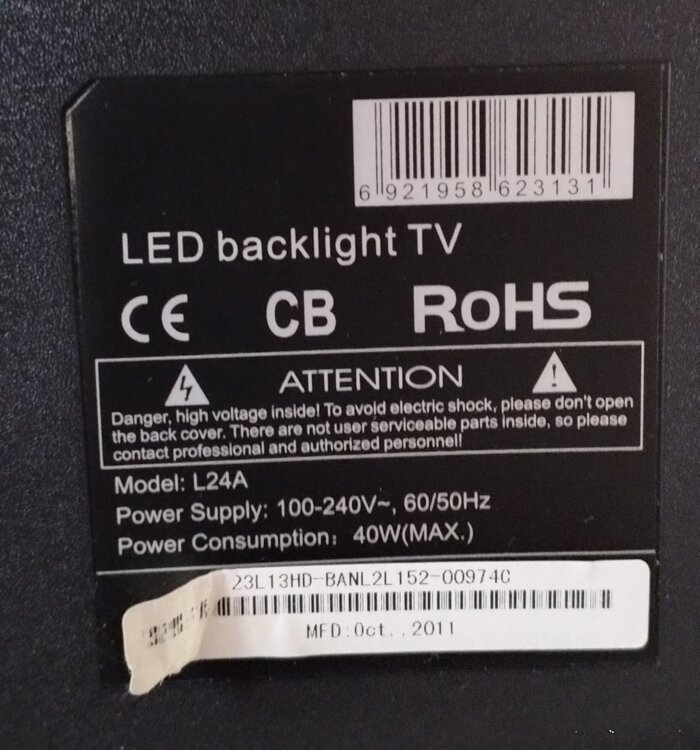 6 921958 623131
LED backlight TV
CE CB RoHS
ATTENTION
Danger, high voltage inside! To avoid electric shock, please don't open
the back cover. There are not user serviceable parts inside, so please
contact professional and authorized personnel!
Model: L24A
Power Supply: 100-240V~, 60/50Hz
Power Consumption: 40W(MAX.)
23L13HD-BANL2L152-00974C
MFD:Oct..2011